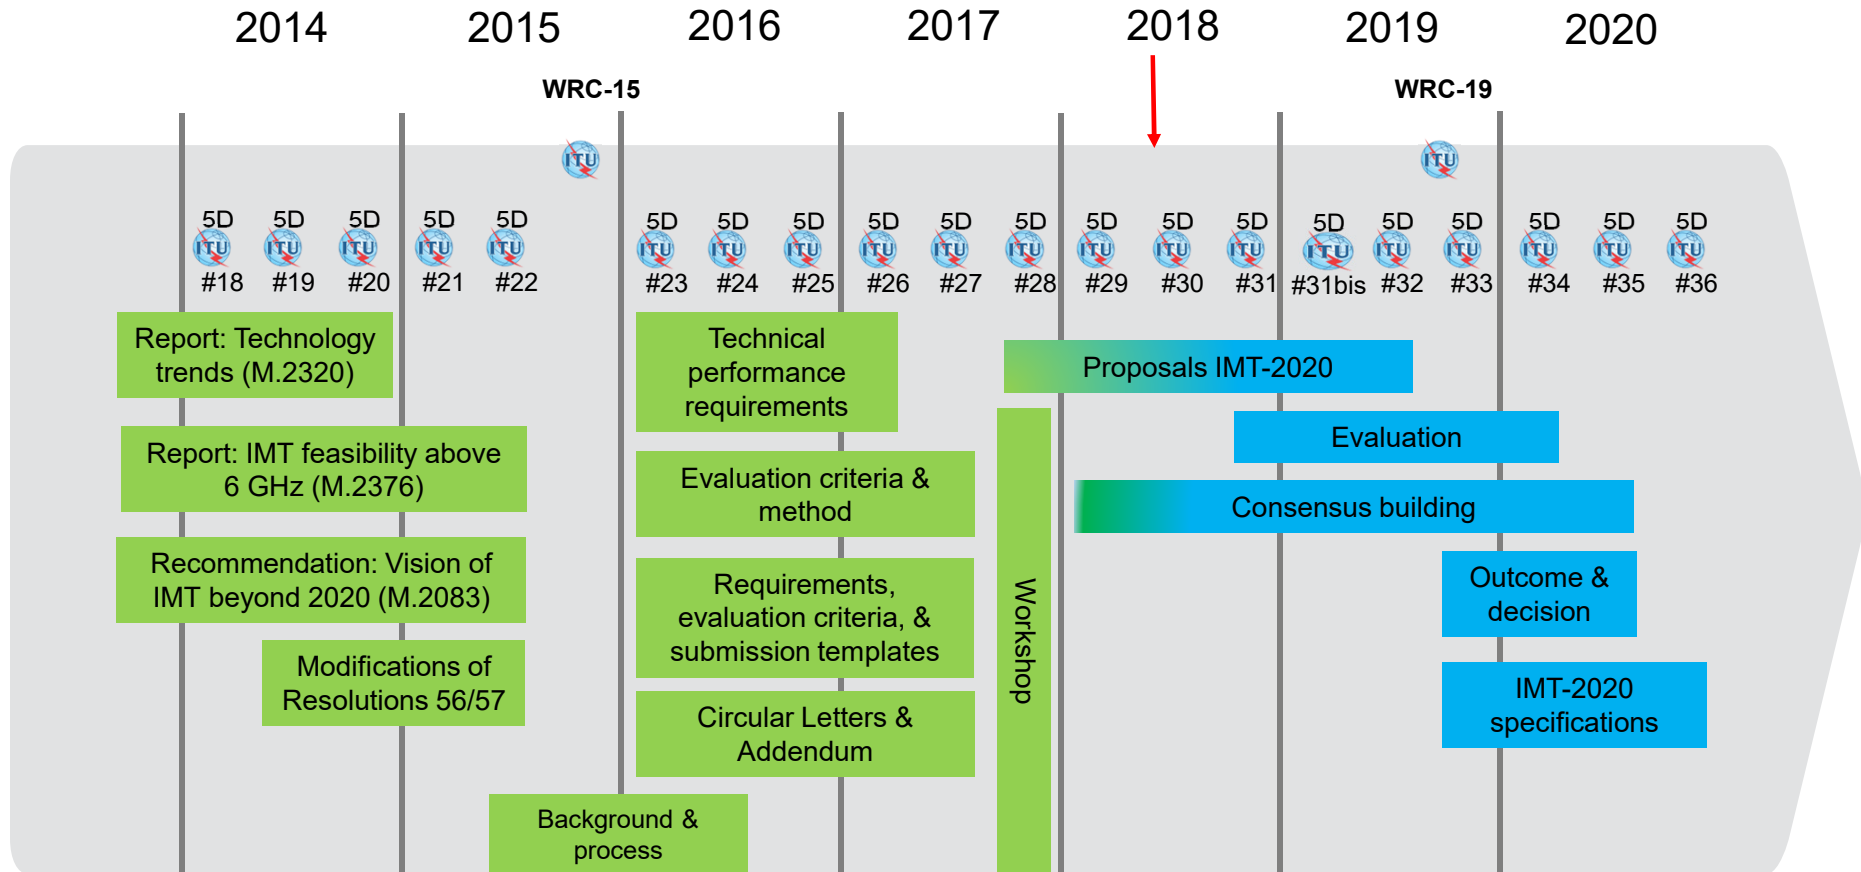 2014 2015 2016 2017 2018 2019 2020
WRC-15 WRC-19
ITU ITU
5D 5D 5D 5D 5D 5D 5D 5D 5D 5D 5D 5D 5D 5D 5D 5D 5D 5D 5D 5D
ITU ITU ITU ITU ITU ITU ITU ITU ITU ITU ITU ITU ITU ITU ITU ITU ITU ITU ITU ITU
#18 #19 #20 #21 #22 #23 #24 #25 #26 #27 #28 #29 #30 #31 #31bis #32 #33 #34 #35 #36
Report: Technology
trends (M.2320)
Report: IMT feasibility above
6 GHz (M.2376)
Recommendation: Vision of
IMT beyond 2020 (M.2083)
Modifications of
Resolutions 56/57
Background &
process
Technical
performance
requirements
Evaluation criteria &
method
Requirements,
evaluation criteria, &
submission templates
Circular Letters &
Addendum
Workshop
Proposals IMT-2020
Evaluation
Consensus building
Outcome &
decision
IMT-2020
specifications